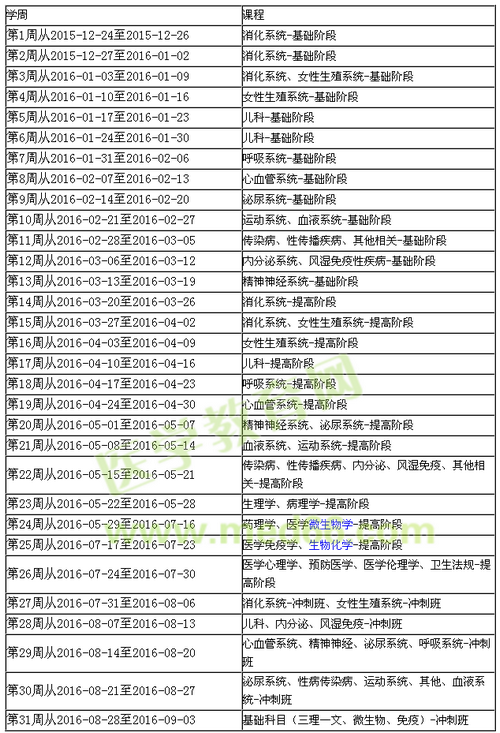 学周 课程
第1周从2015-12-24至2015-12-26 消化系统-基础阶段
第2周从2015-12-27至2016-01-02 消化系统-基础阶段
第3周从2016-01-03至2016-01-09 消化系统、女性生殖系统-基础阶段
第4周从2016-01-10至2016-01-16 女性生殖系统-基础阶段
第5周从2016-01-17至2016-01-23 儿科-基础阶段
第6周从2016-01-24至2016-01-30 儿科-基础阶段
第7周从2016-01-31至2016-02-06 呼吸系统-基础阶段
第8周从2016-02-07至2016-02-13 心血管系统-基础阶段
第9周从2016-02-14至2016-02-20 泌尿系统-基础阶段
第10周从2016-02-21至2016-02-27 运动系统、血液系统-基础阶段
第11周从2016-02-28至2016-03-05 传染病、性传播疾病、其他相关-基础阶段
第12周从2016-03-06至2016-03-12 内分泌系统、风湿免疫性疾病-基础阶段
第13周从2016-03-13至2016-03-19 精神神经系统-基础阶段
第14周从2016-03-20至2016-03-26 消化系统-提高阶段
第15周从2016-03-27至2016-04-02 消化系统、女性生殖系统-提高阶段
第16周从2016-04-03至2016-04-09 女性生殖系统-提高阶段
第17周从2016-04-10至2016-04-16 儿科-提高阶段
第18周从2016-04-17至2016-04-23 呼吸系统-提高阶段
第19周从2016-04-24至2016-04-30 心血管系统-提高阶段
第20周从2016-05-01至2016-05-07 精神神经系统、泌尿系统-提高阶段
第21周从2016-05-08至2016-05-14 血液系统、运动系统-提高阶段
第22周从2016-05-15至2016-05-21 传染病、性传播疾病、内分泌、风湿免疫、其他相
关-提高阶段
第23周从2016-05-22至2016-05-28 生理学、病理学-提高阶段
第24周从2016-05-29至2016-07-16 药理学、医学微生物学-提高阶段
第25周从2016-07-17至2016-07-23 医学免疫学、生物化学-提高阶段
第26周从2016-07-24至2016-07-30 医学心理学、预防医学、医学伦理学、卫生法规-提
高阶段
第27周从2016-07-31至2016-08-06 消化系统-冲刺班、女性生殖系统-冲刺班
第28周从2016-08-07至2016-08-13 儿科、内分泌、风湿免疫-冲刺班
第29周从2016-08-14至2016-08-20 心血管系统、精神神经、泌尿系统、呼吸系统-冲刺
班
第30周从2016-08-21至2016-08-27 泌尿系统、性病传染病、运动系统、其他、血液系
统-冲刺班
第31周从2016-08-28至2016-09-03 基础科目（三理一文、微生物、免疫）-冲刺班
医学教育网